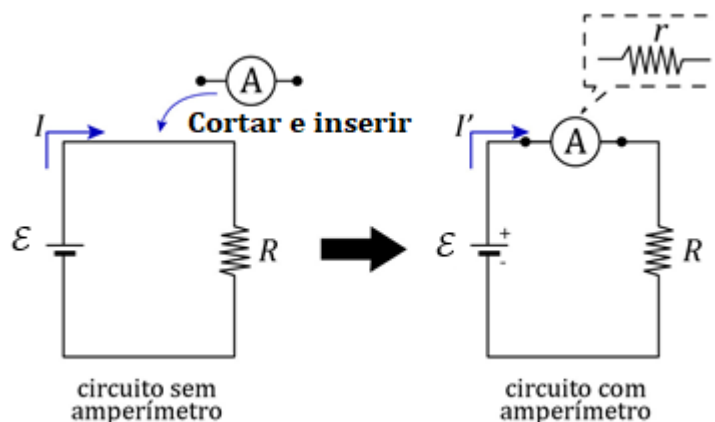 r
A
Cortar e inserir
I
I'
A
ℰ
R
ℰ
+
-
R
circuito sem
amperímetro
circuito com
amperímetro